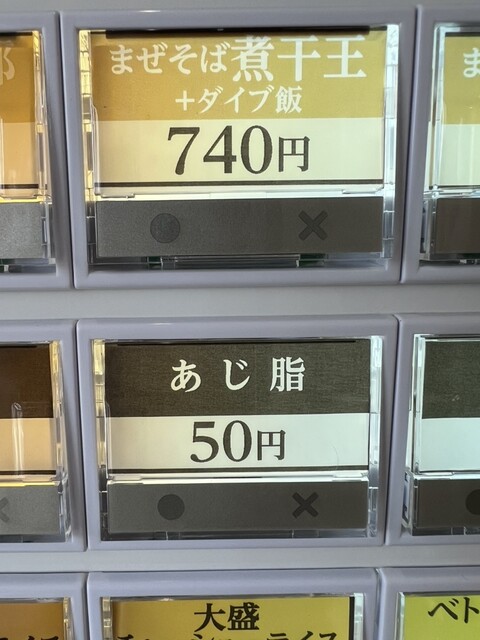 まぜそば煮干王
+ダイブ飯
740円
あじ脂
50円
大盛
ベト